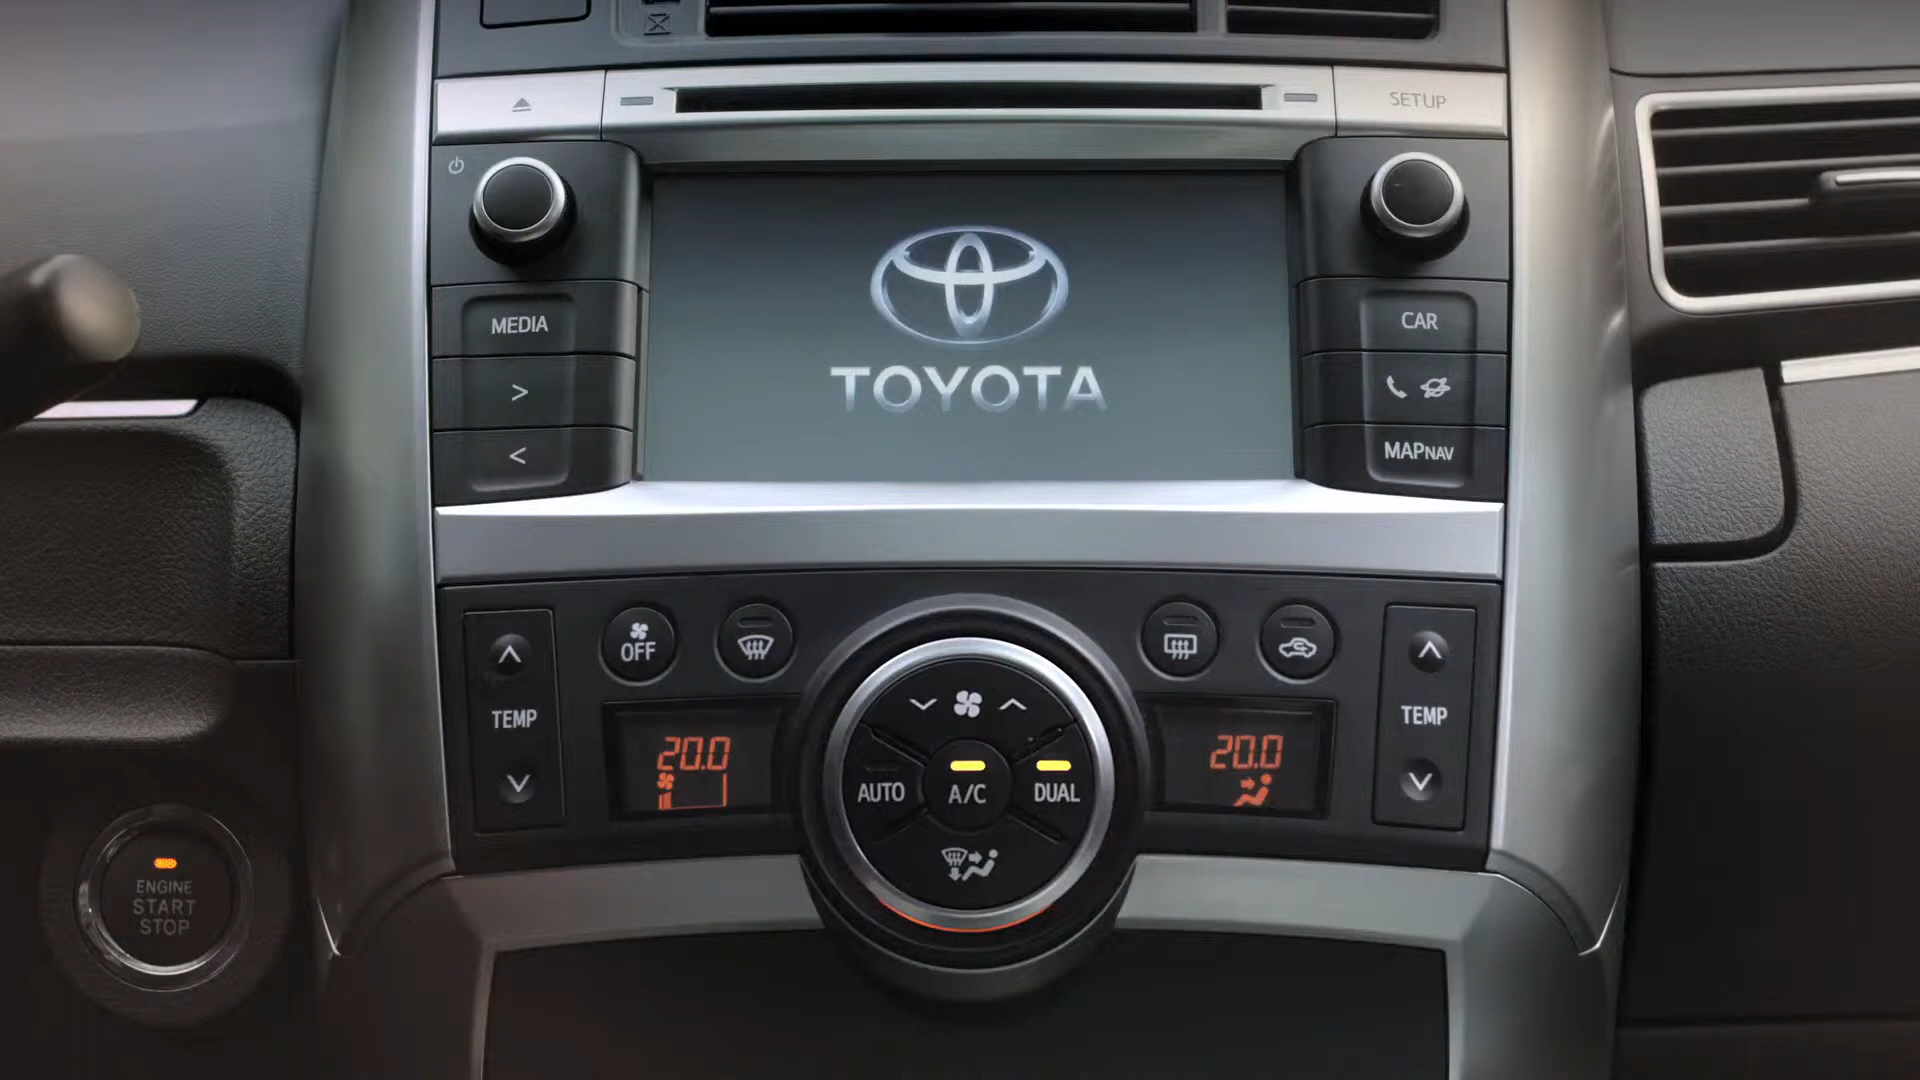 SETUP
MEDIA
TOYOTA
CAR
>
<
MAPNAV
OFF
TEMP
TEMP
20.0
20.0
AUTO
A/C
DUAL
ENGINE
START
STOP